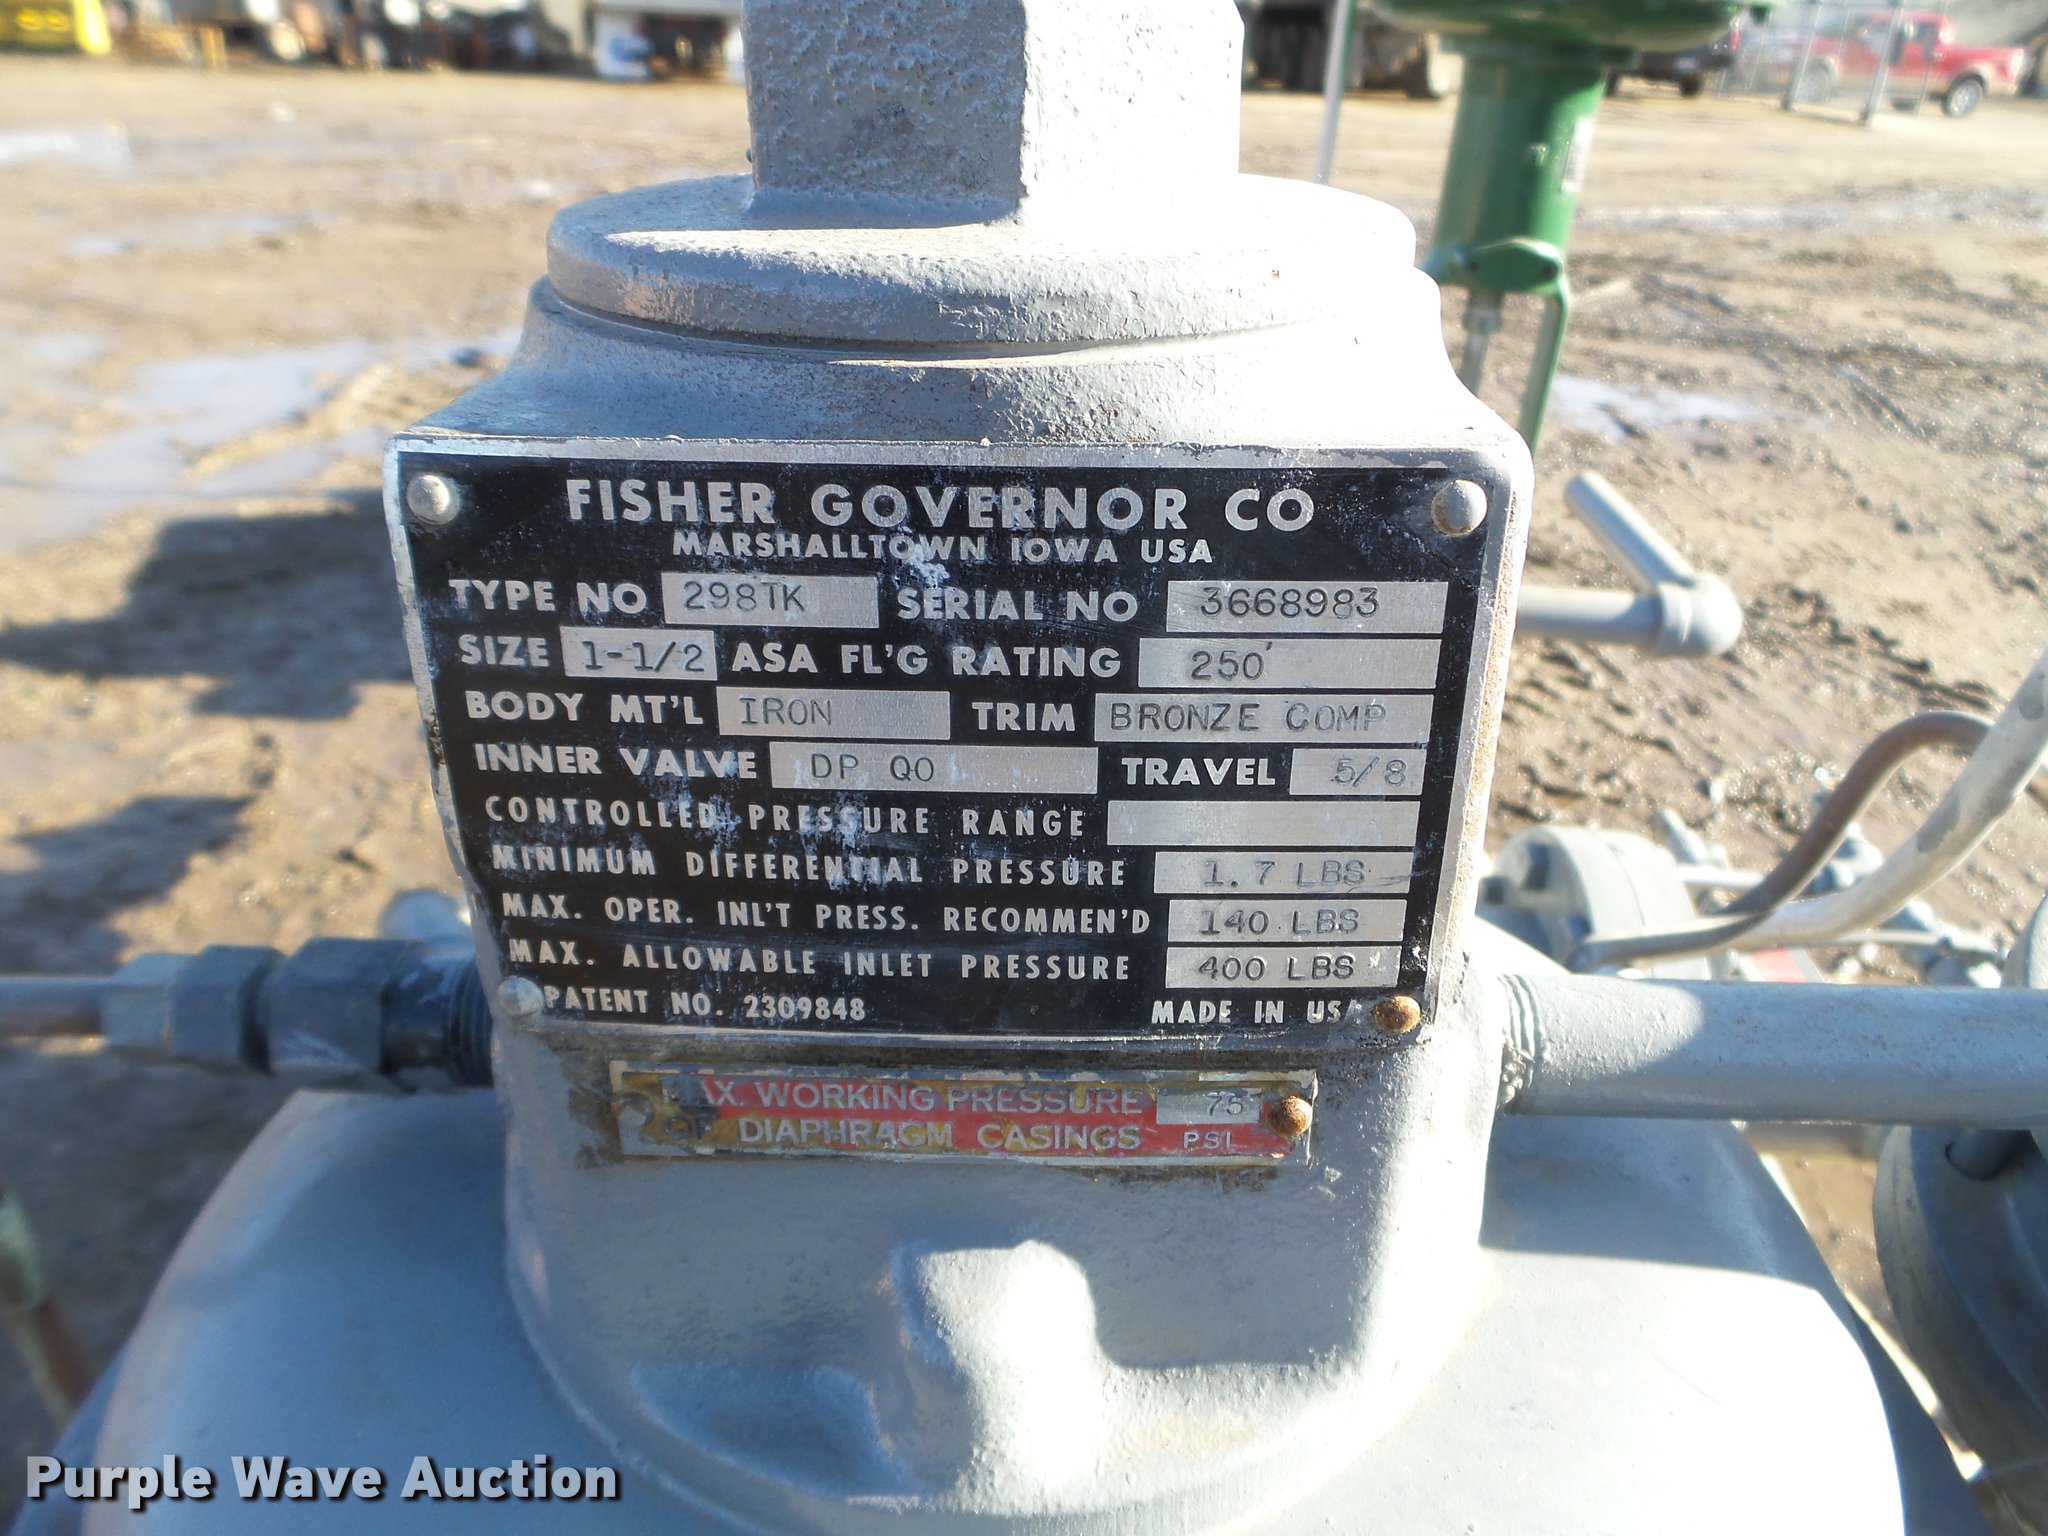 FISHER GOVERNOR CO
MARSHALLTOWN IOWA USA
TYPE NO 298TK SERIAL NO 3668983
SIZE 1-1/2 ASA FL'G RATING 250
BODY MT'L IRON TRIM BRONZE COMP
INNER VALVE DP QO TRAVEL 5/8
CONTROLLED PRESSURE RANGE
MINIMUM DIFFERENTIAL PRESSURE 1.7 LBS
MAX. OPER. INL'T PRESS. RECOMMEN'D 140 LBS
MAX. ALLOWABLE INLET PRESSURE 400 LBS
PATENT NO. 2309848 MADE IN USA
WORKING PRESSURE 75
DIAPHRAGM CASINGS PSI
Purple Wave Auction